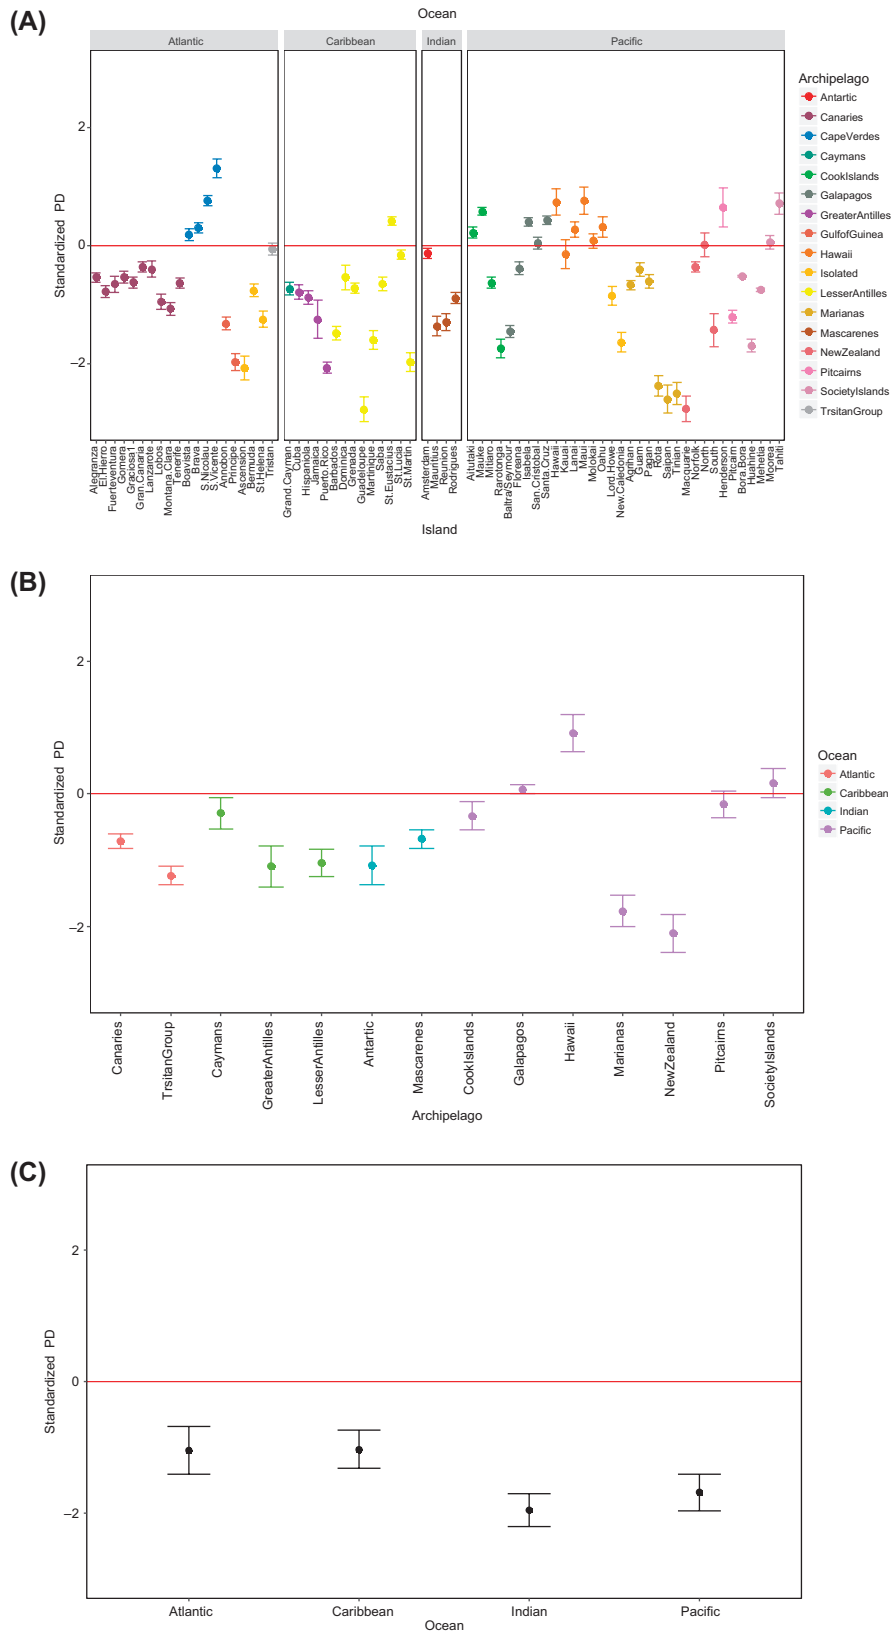 (A)
Ocean
Atlantic
Caribbean
Indian
Pacific
Standardized PD
2
0
−2
Alegranza
El.Hierro
Fuerteventura
Gomera
Graciosa1
Gran.Canaria
Lanzarote
Lobos
Montana.Clara
Tenerife
Boavista
Brava
S.Nicolau
S.Vicente
Annobon
Principe
Ascension
Bermuda
St.Helena
Tristan
Grand.Cayman
Cuba
Hispaniola
Jamaica
Puerto.Rico
Barbados
Dominica
Grenada
Guadeloupe
Martinique
Saba
St.Eustacius
St.Lucia
St.Martin
Amsterdam
Mauritius
Reunion
Rodrigues
Aitutaki
Mauke
Mitiaro
Rarotonga
Baltra/Seymour
Floreana
Isabela
San.Cristobal
Santa.Cruz
Hawaii
Kauai
Lanai
Maui
Molokai
Oahu
Lord.Howe
New.Caledonia
Agrihan
Guam
Pagan
Rota
Saipan
Tinian
Macquarie
Norfolk
North
South
Henderson
Pitcairn
Bora.Bora
Huahine
Mehetia
Moorea
Tahiti
Island
Archipelago
Antartic
Canaries
CapeVerdes
Caymans
CookIslands
Galapagos
GreaterAntilles
GulfofGuinea
Hawaii
Isolated
LesserAntilles
Marianas
Mascarenes
NewZealand
Pitcairns
SocietyIslands
TrsitanGroup
(B)
Standardized PD
2
0
−2
Canaries
TrsitanGroup
Caymans
GreaterAntilles
LesserAntilles
Antartic
Mascarenes
CookIslands
Galapagos
Hawaii
Marianas
NewZealand
Pitcairns
SocietyIslands
Archipelago
Ocean
Atlantic
Caribbean
Indian
Pacific
(C)
Standardized PD
2
0
−2
Atlantic
Caribbean
Indian
Pacific
Ocean